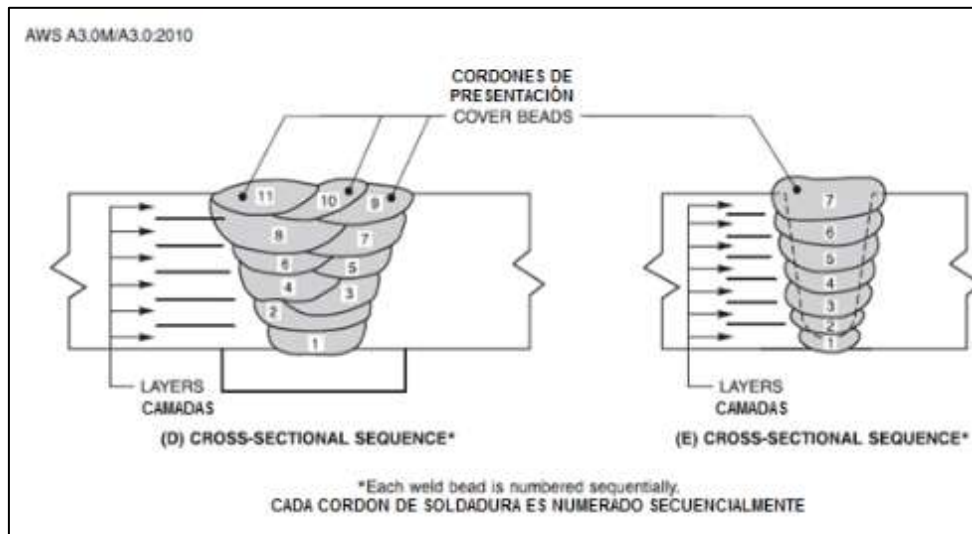 AWS A3.0M/A3.0:2010
CORDONES DE
PRESENTACIÓN
COVER BEADS
11
10
9
8
7
6
5
4
3
2
1
7
6
5
4
3
2
1
LAYERS
CAMADAS
LAYERS
CAMADAS
(D) CROSS-SECTIONAL SEQUENCE*
(E) CROSS-SECTIONAL SEQUENCE*
*Each weld bead is numbered sequentially.
CADA CORDON DE SOLDADURA ES NUMERADO SECUENCIALMENTE